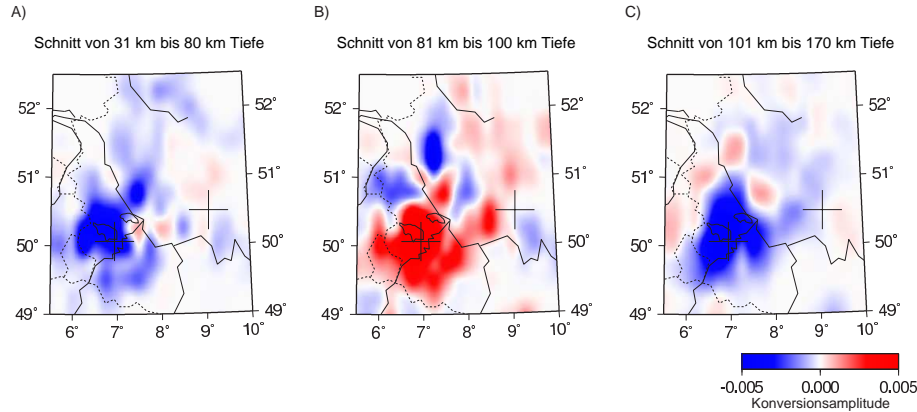 A)
B)
C)
Schnitt von 31 km bis 80 km Tiefe
Schnitt von 81 km bis 100 km Tiefe
Schnitt von 101 km bis 170 km Tiefe
52° 52° 52° 52° 52° 52°
51° 51° 51° 51° 51° 51°
50° 50° 50° 50° 50° 50°
49° 49° 49° 49° 49° 49°
6° 7° 8° 9° 10° 6° 7° 8° 9° 10° 6° 7° 8° 9° 10°
-0.005 0.000 0.005
Konversionsamplitude